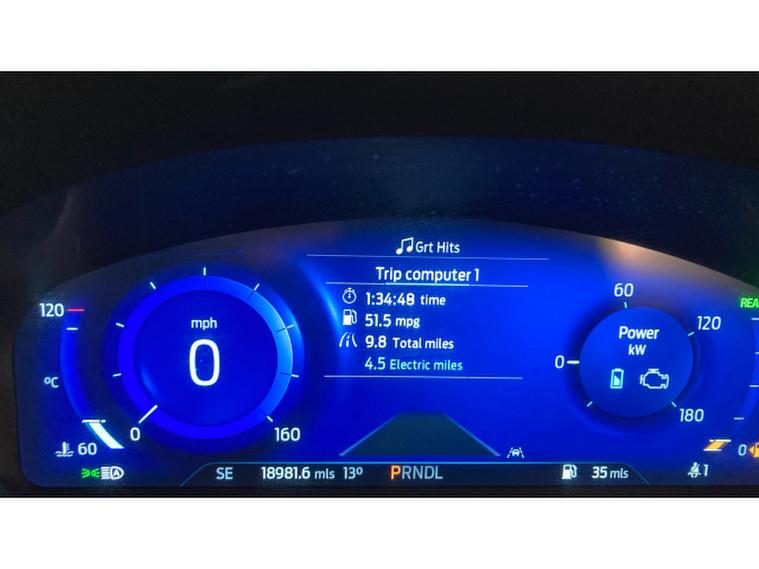 Grt Hits
Trip computer 1
1:34:48 time
51.5 mpg
9.8 Total miles
4.5 Electric miles
120
mph
0
0
160
°C
60
A
60
120
0
180
Power
kW
REA
0
SE 18981.6 mls 13° PRNDL 35 mls 1